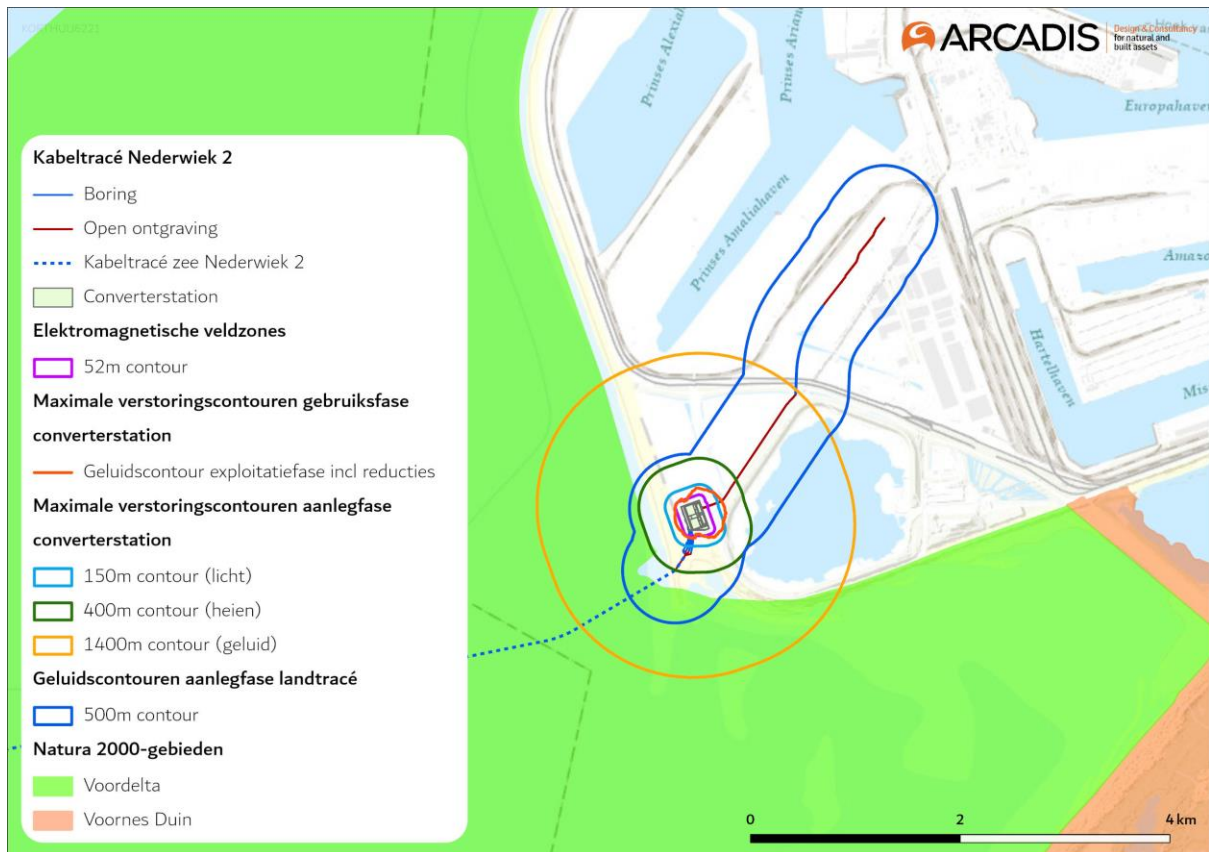 ARCADIS
Design & Consultancy
for natural and
built assets
Prinses Alexia
Prinses Ariane
Europahaven
Kabeltracé Nederwiek 2
Boring
Open ontgraving
Kabeltracé zee Nederwiek 2
Converterstation
Elektromagnetische veldzones
52m contour
Maximale verstoringscontouren gebruiksfase
converterstation
Geluidscontour exploitatiefase incl reducties
Maximale verstoringscontouren aanlegfase
converterstation
150m contour (licht)
400m contour (heien)
1400m contour (geluid)
Geluidscontouren aanlegfase landtracé
500m contour
Natura 2000-gebieden
Voordelta
Voornes Duin
Prinses Amaliahaven
Amazo
Hartelhaven
Mis
0 2 4 km